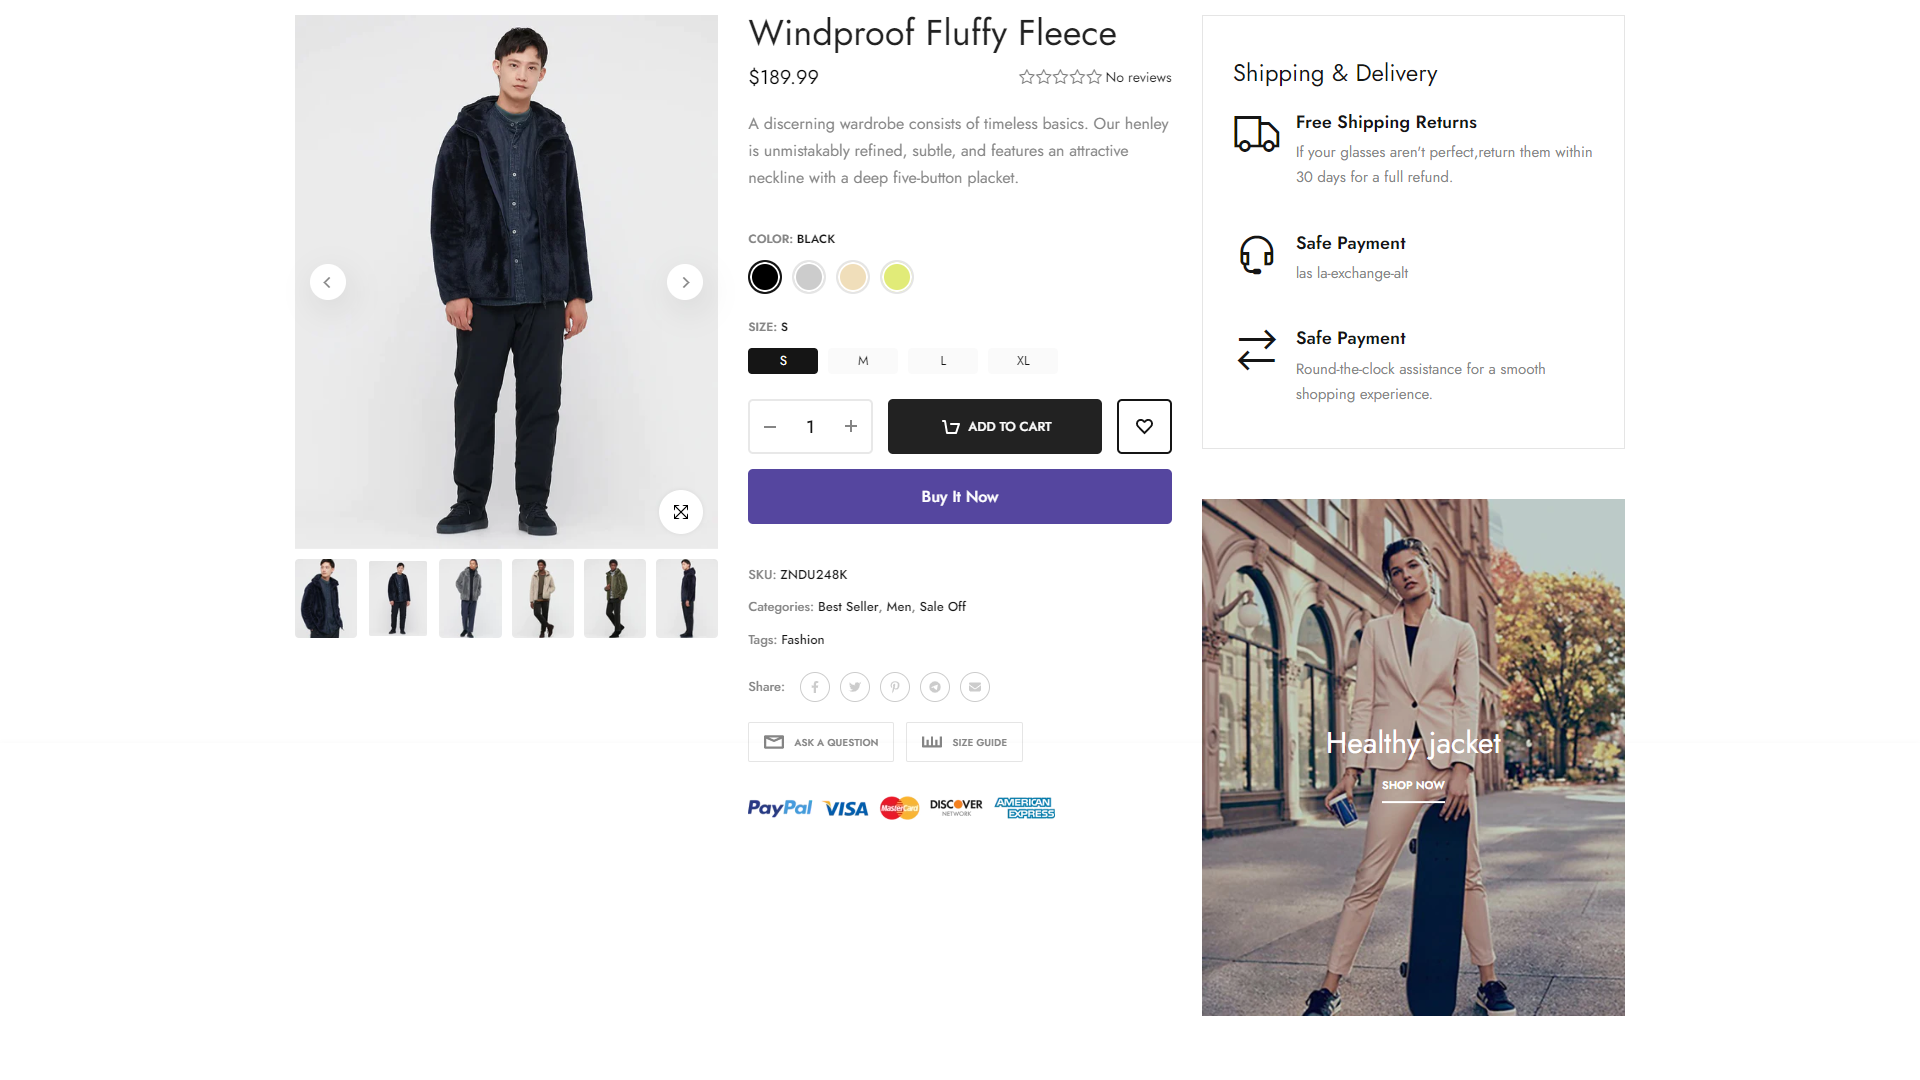 Windproof Fluffy Fleece
$189.99
No reviews
A discerning wardrobe consists of timeless basics. Our henley
is unmistakably refined, subtle, and features an attractive
neckline with a deep five-button placket.
COLOR: BLACK
SIZE: S
S
M
L
XL
1
ADD TO CART
Buy It Now
SKU: ZNDU248K
Categories: Best Seller, Men, Sale Off
Tags: Fashion
Share:
ASK A QUESTION
SIZE GUIDE
PayPal
VISA
MasterCard
DISCOVER
NETWORK
AMERICAN
EXPRESS
Shipping & Delivery
Free Shipping Returns
If your glasses aren't perfect,return them within
30 days for a full refund.
Safe Payment
las la-exchange-alt
Safe Payment
Round-the-clock assistance for a smooth
shopping experience.
Healthy jacket
SHOP NOW